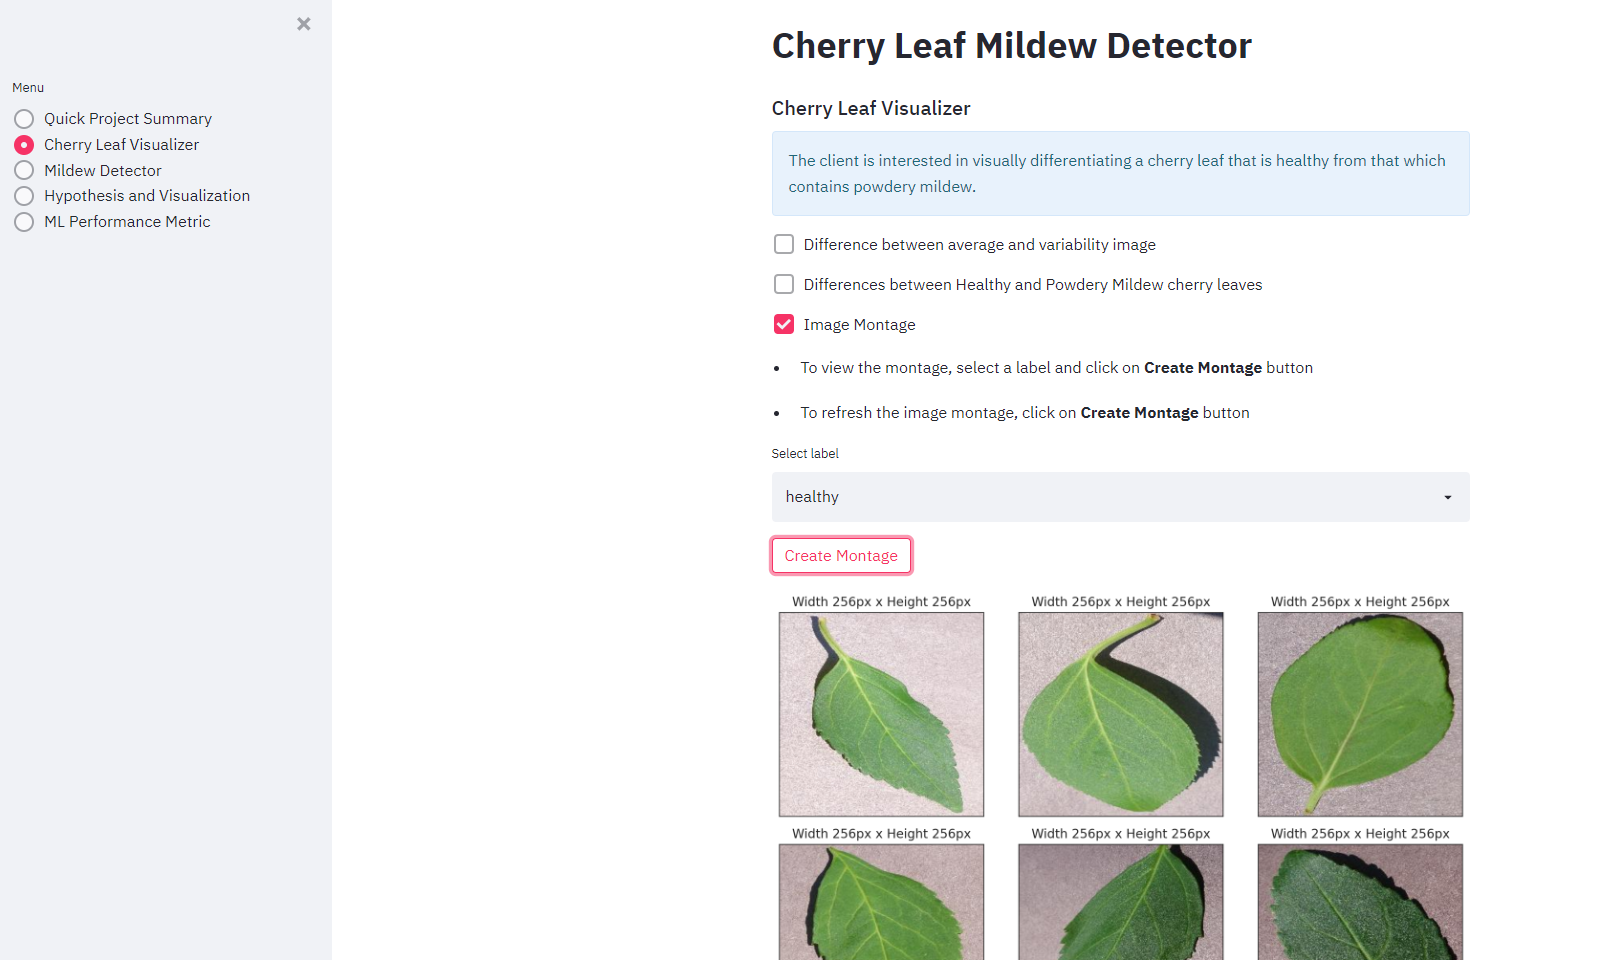 Menu
Quick Project Summary
Cherry Leaf Visualizer
Mildew Detector
Hypothesis and Visualization
ML Performance Metric
Cherry Leaf Mildew Detector
Cherry Leaf Visualizer
The client is interested in visually differentiating a cherry leaf that is healthy from that which
contains powdery mildew.
Difference between average and variability image
Differences between Healthy and Powdery Mildew cherry leaves
Image Montage
To view the montage, select a label and click on Create Montage button
To refresh the image montage, click on Create Montage button
Select label
healthy
Create Montage
Width 256px x Height 256px
Width 256px x Height 256px
Width 256px x Height 256px
Width 256px x Height 256px
Width 256px x Height 256px
Width 256px x Height 256px